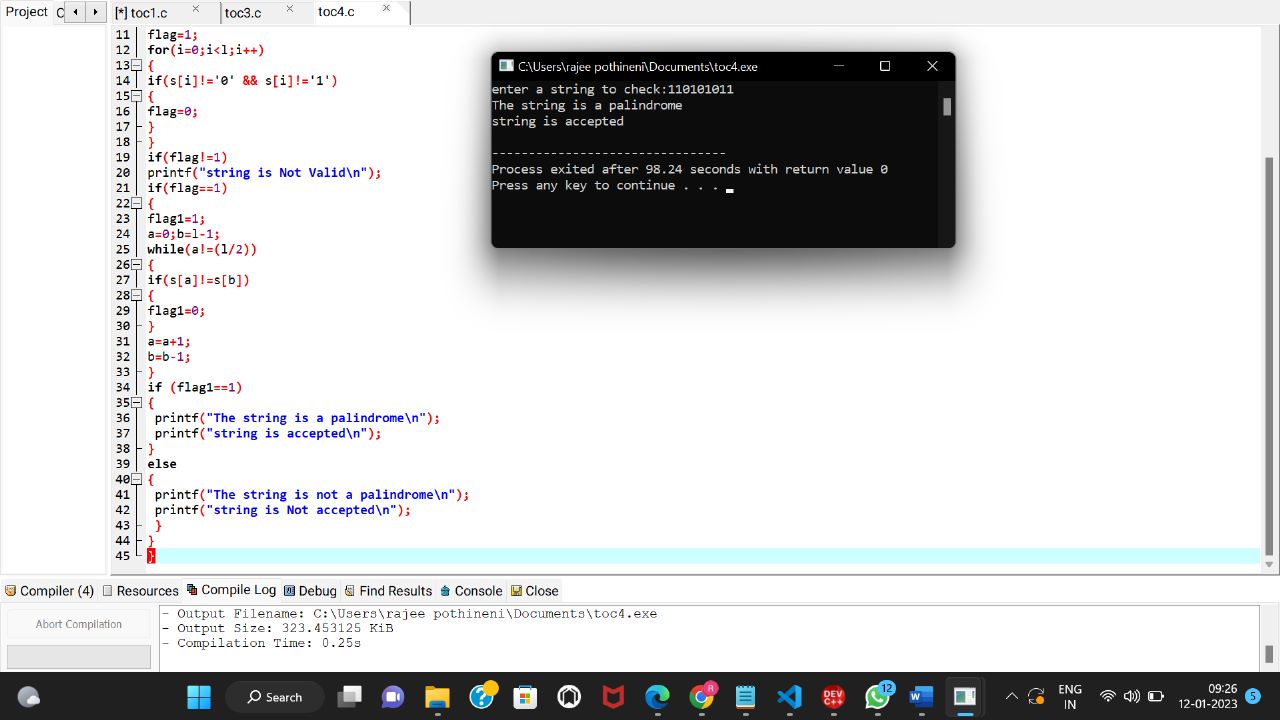 Project C [*] toc1.c toc3.c toc4.c
11 flag=1;
12 for(i=0;i<l;i++)
13 {
14 if(s[i]!='0' && s[i]!='1')
15 {
16 flag=0;
17 }
18 }
19 if(flag!=1)
20 printf("string is Not Valid\n");
21 if(flag==1)
22 {
23 flag1=1;
24 a=0;b=l-1;
25 while(a!=(l/2))
26 {
27 if(s[a]!=s[b])
28 {
29 flag1=0;
30 }
31 a=a+1;
32 b=b-1;
33 }
34 if (flag1==1)
35 {
36 printf("The string is a palindrome\n");
37 printf("string is accepted\n");
38 }
39 else
40 {
41 printf("The string is not a palindrome\n");
42 printf("string is Not accepted\n");
43 }
44 }
45 }
C:\Users\rajee pothineni\Documents\toc4.exe
enter a string to check:110101011
The string is a palindrome
string is accepted
--------------------------------
Process exited after 98.24 seconds with return value 0
Press any key to continue . . .
Compiler (4) Resources Compile Log Debug Find Results Console Close
Abort Compilation
- Output Filename: C:\Users\rajee pothineni\Documents\toc4.exe
- Output Size: 323.453125 KiB
- Compilation Time: 0.25s
Search
R
DEV
C++
12
W
ENG
IN
09:26
12-01-2023
5